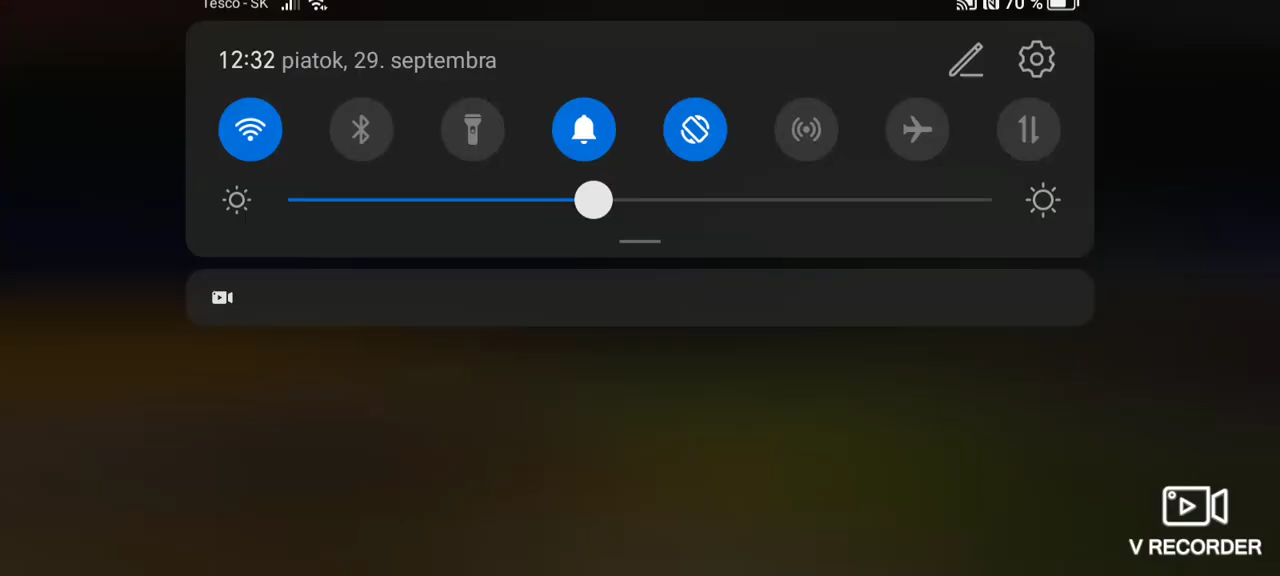 Tesco - SK 70 %
12:32 piatok, 29. septembra
V RECORDER